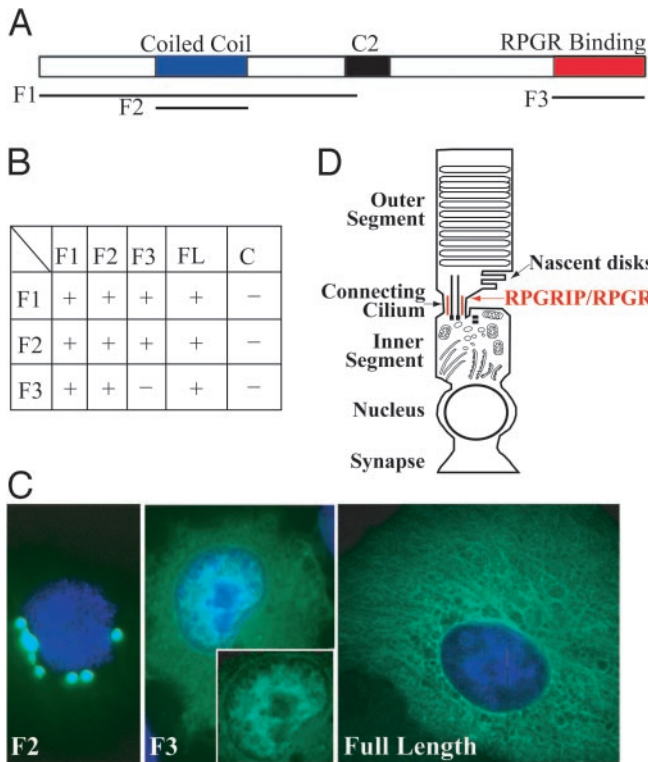 A
Coiled Coil C2 RPGR Binding
F1
F2
F3
B
F1 F2 F3 FL C
F1 + + + + −
F2 + + + + −
F3 + + − + −
D
Outer
Segment
Nascent disks
Connecting
Cilium
RPGRIP/RPGR
Inner
Segment
Nucleus
Synapse
C
F2
F3
Full Length